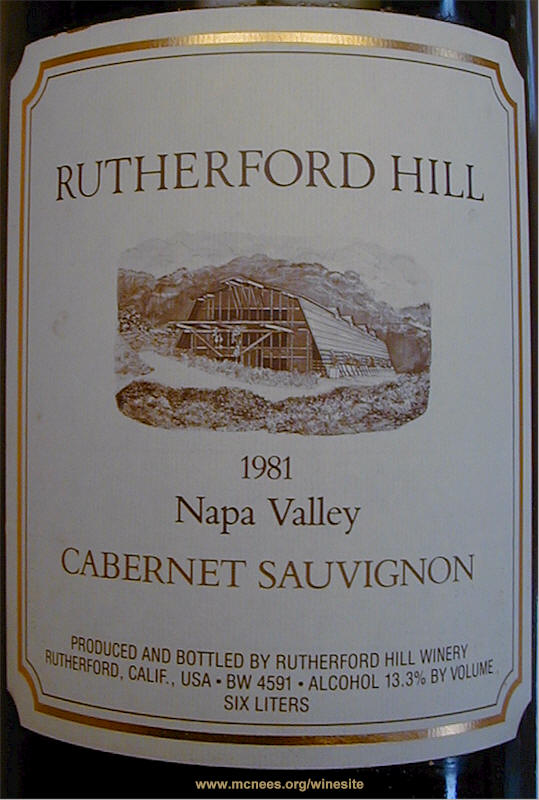 RUTHERFORD HILL
1981
Napa Valley
CABERNET SAUVIGNON
PRODUCED AND BOTTLED BY RUTHERFORD HILL WINERY
RUTHERFORD, CALIF., USA • BW 4591 • ALCOHOL 13.3% BY VOLUME
SIX LITERS
www.mcnees.org/winesite